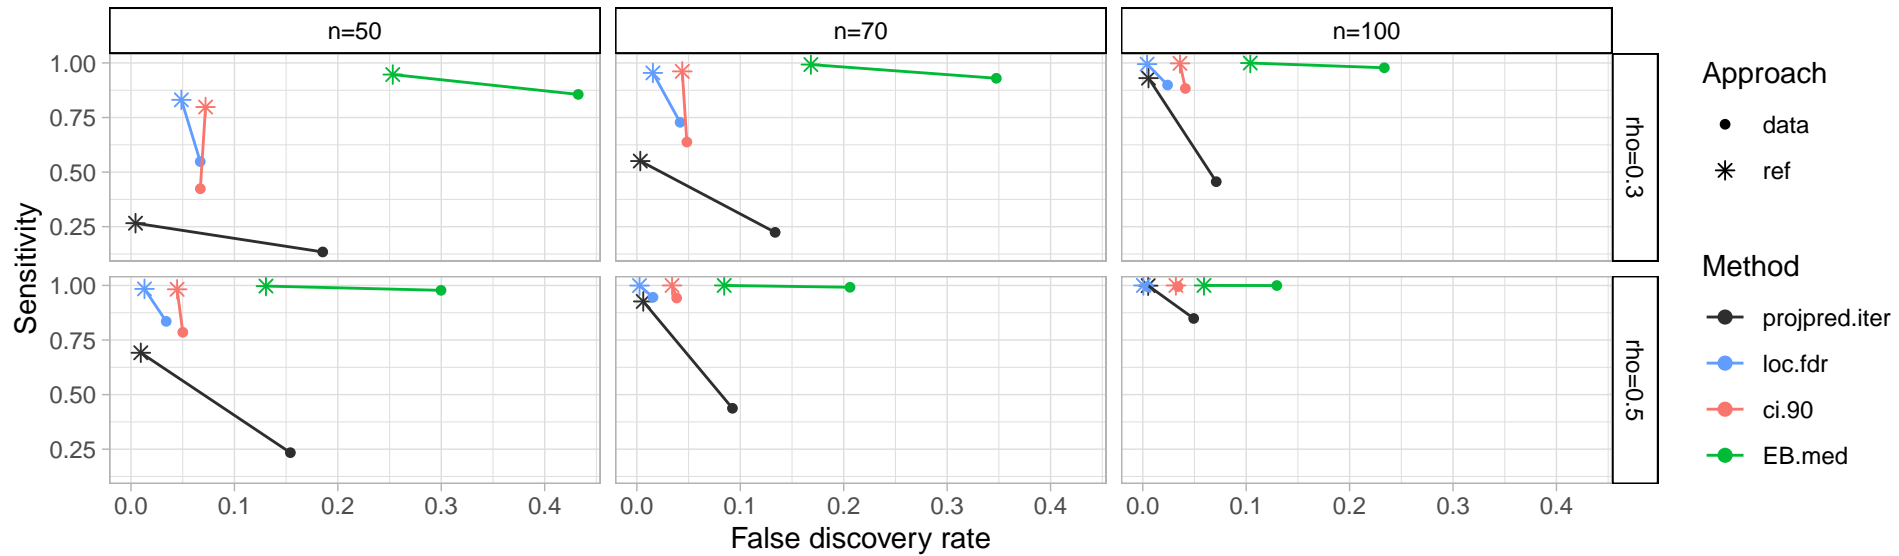 n=50
n=70
n=100
Sensitivity
1.00
0.75
0.50
0.25
rho=0.3
1.00
0.75
0.50
0.25
rho=0.5
0.0 0.1 0.2 0.3 0.4
0.0 0.1 0.2 0.3 0.4
0.0 0.1 0.2 0.3 0.4
False discovery rate
Approach
data
ref
Method
projpred.iter
loc.fdr
ci.90
EB.med